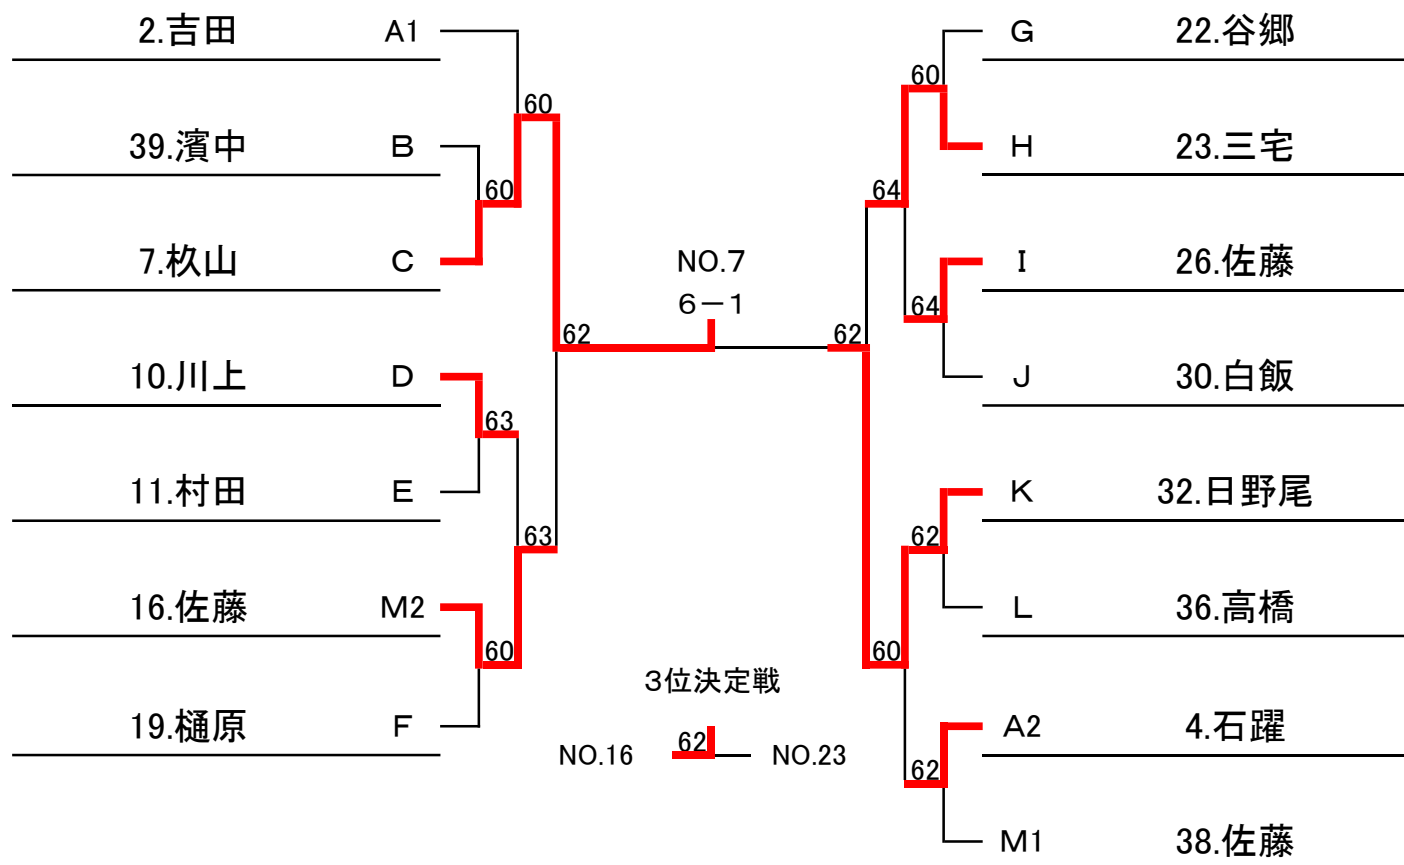 2.吉田 A1
39.濱中 B
7.杦山 C
10.川上 D
11.村田 E
16.佐藤 M2
19.樋原 F
60
60
63
63
60
62
NO.7
6－1
62
3位決定戦
NO.16 62 NO.23
60
64
64
62
60
62
G 22.谷郷
H 23.三宅
I 26.佐藤
J 30.白飯
K 32.日野尾
L 36.高橋
A2 4.石躍
M1 38.佐藤